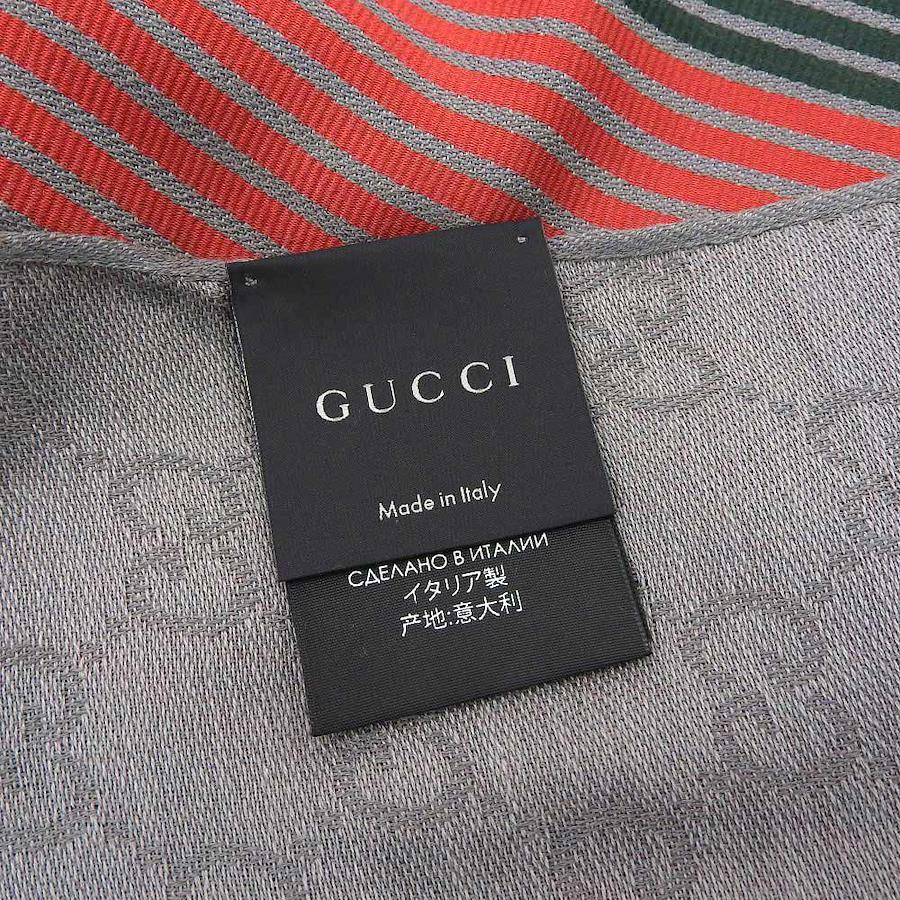 GUCCI
Made in Italy
СДЕЛАНО В ИТАЛИИ
イタリア製
产地:意大利